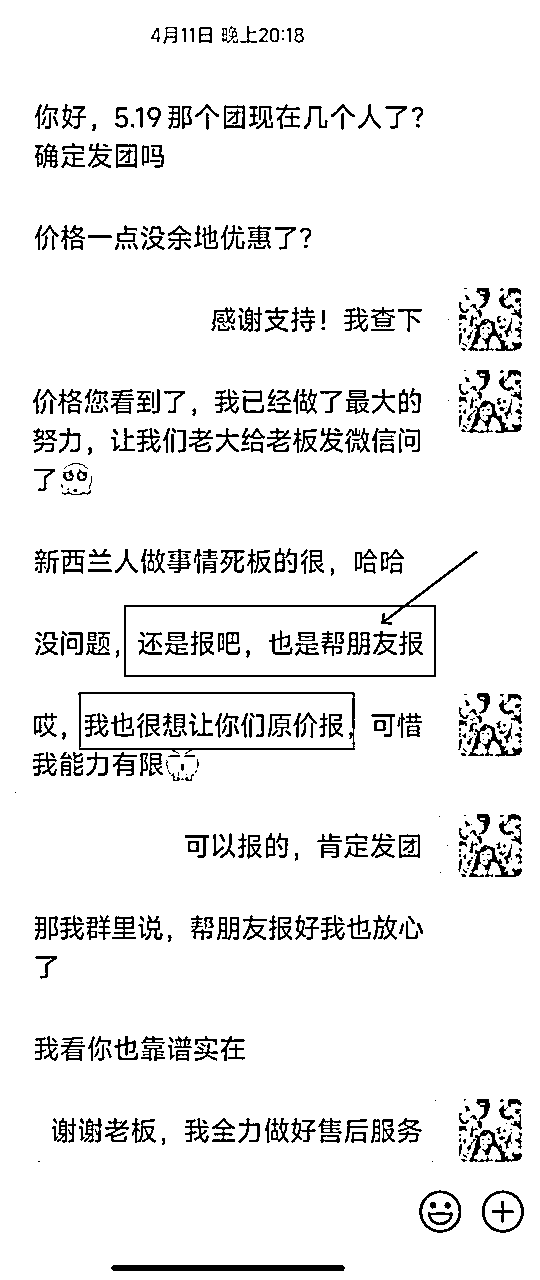 4月11日 晚上20:18
你好，5.19那个团现在几个人了？
确定发团吗
价格一点没余地优惠了？
感谢支持！我查下
价格您看到了，我已经做了最大的
努力，让我们老大给老板发微信问
了
新西兰人做事情死板的很，哈哈
没问题，还是报吧，也是帮朋友报
哎，我也很想让你们原价报，可惜
我能力有限
可以报的，肯定发团
那我群里说，帮朋友报好我也放心
了
我看你也靠谱实在
谢谢老板，我全力做好售后服务